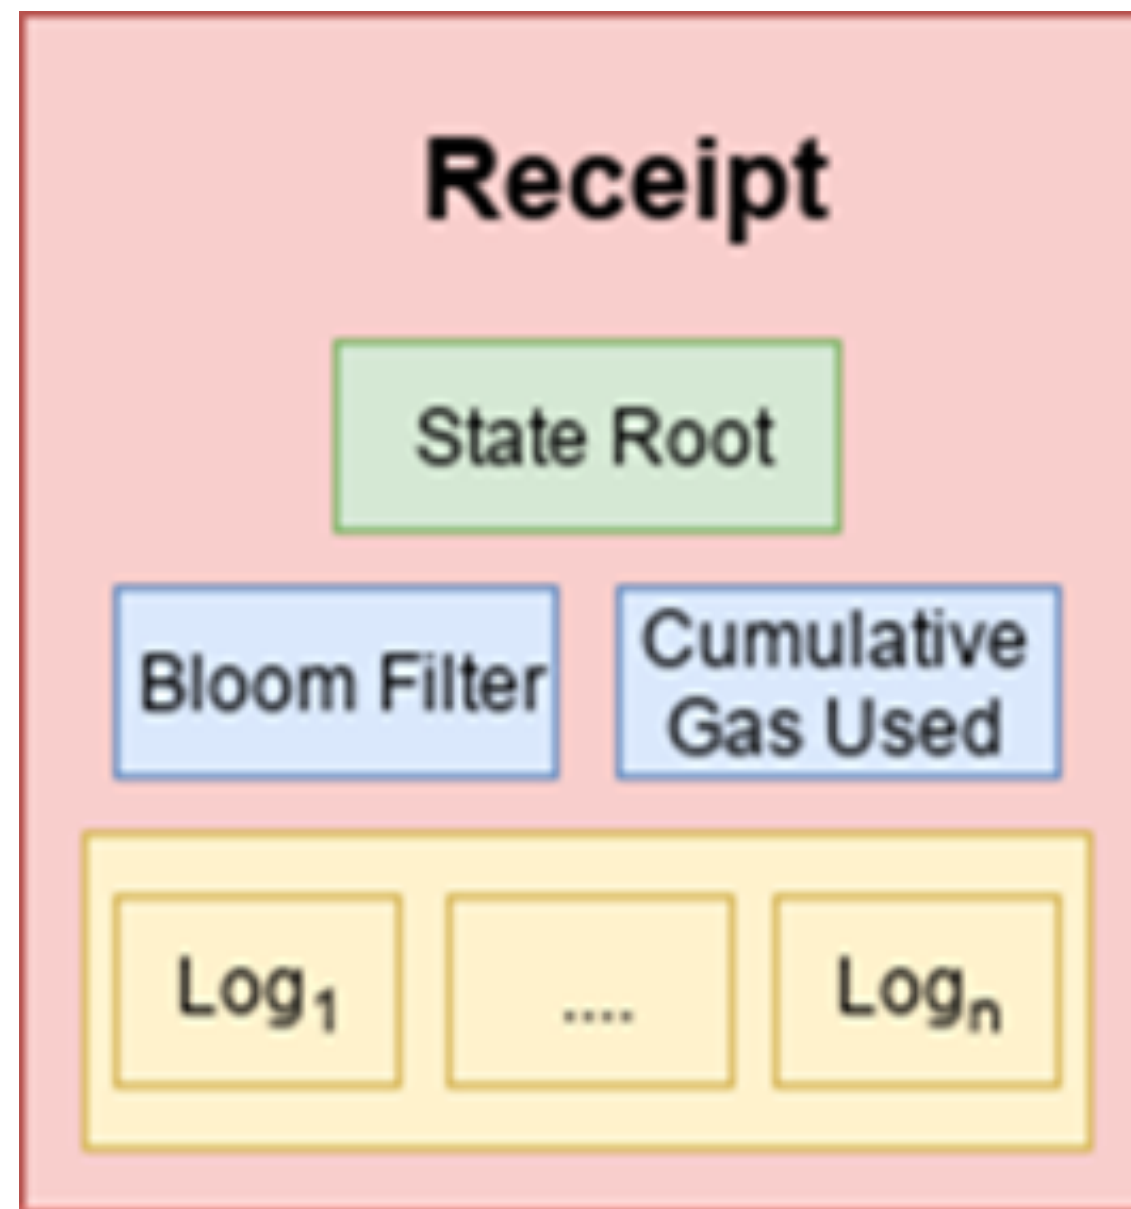 Receipt
State Root
Bloom Filter
Cumulative
Gas Used
Log₁
....
Logₙ